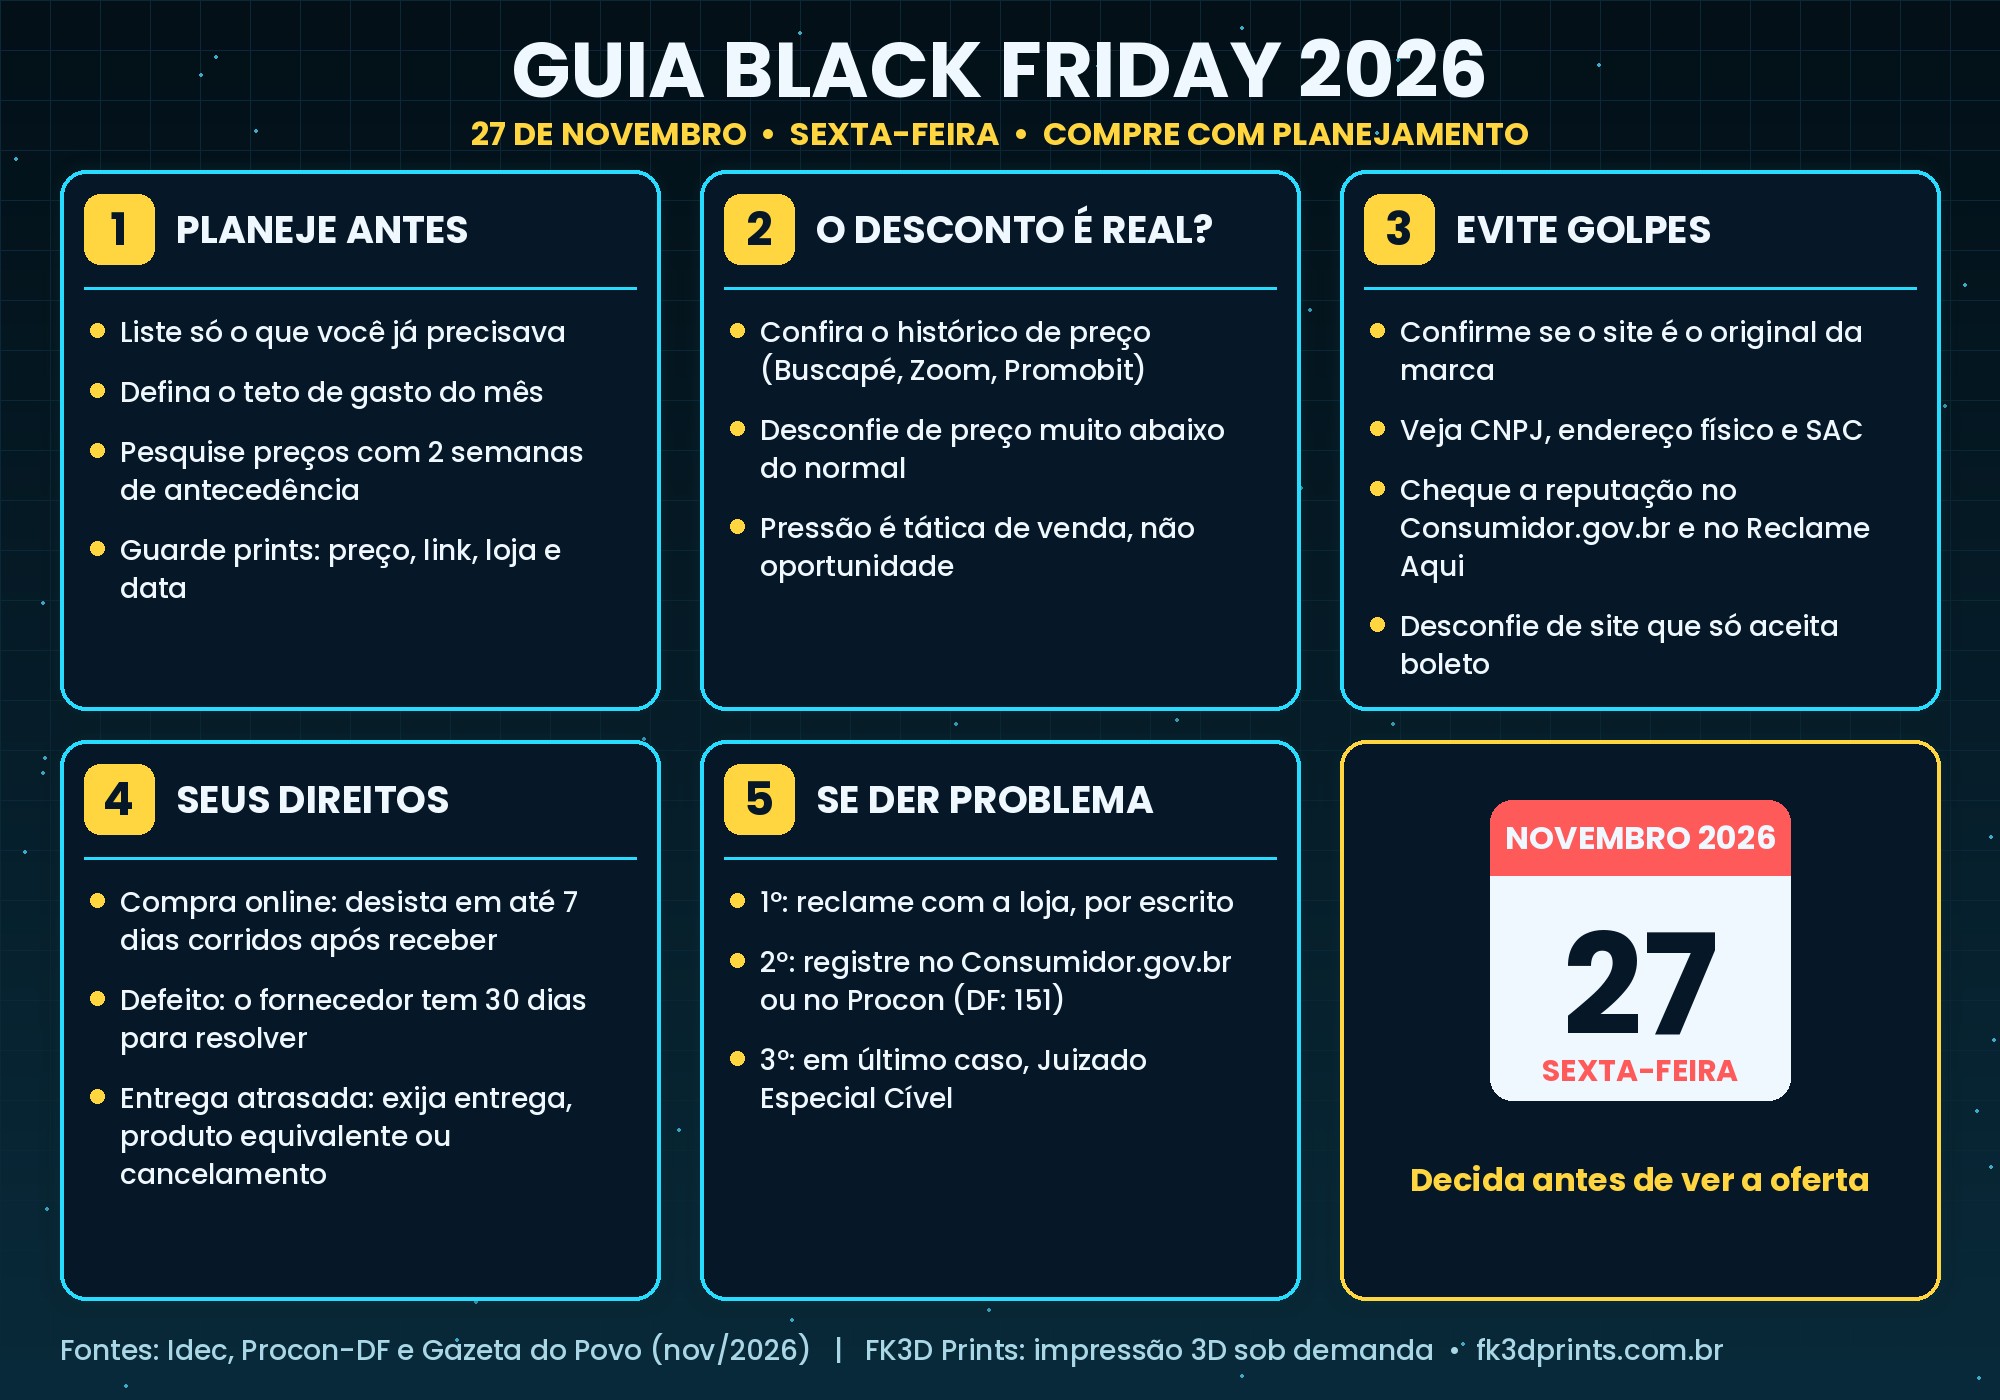 GUIA BLACK FRIDAY 2026
27 DE NOVEMBRO • SEXTA-FEIRA • COMPRE COM PLANEJAMENTO
1 PLANEJE ANTES
• Liste só o que você já precisava
• Defina o teto de gasto do mês
• Pesquise preços com 2 semanas
de antecedência
• Guarde prints: preço, link, loja e
data
2 O DESCONTO É REAL?
• Confira o histórico de preço
(Buscapé, Zoom, Promobit)
• Desconfie de preço muito abaixo
do normal
• Pressão é tática de venda, não
oportunidade
3 EVITE GOLPES
• Confirme se o site é o original da
marca
• Veja CNPJ, endereço físico e SAC
• Cheque a reputação no
Consumidor.gov.br e no Reclame
Aqui
• Desconfie de site que só aceita
boleto
4 SEUS DIREITOS
• Compra online: desista em até 7
dias corridos após receber
• Defeito: o fornecedor tem 30 dias
para resolver
• Entrega atrasada: exija entrega,
produto equivalente ou
cancelamento
5 SE DER PROBLEMA
• 1º: reclame com a loja, por escrito
• 2º: registre no Consumidor.gov.br
ou no Procon (DF: 151)
• 3º: em último caso, Juizado
Especial Cível
NOVEMBRO 2026
27
SEXTA-FEIRA
Decida antes de ver a oferta
Fontes: Idec, Procon-DF e Gazeta do Povo (nov/2026) | FK3D Prints: impressão 3D sob demanda • fk3dprints.com.br